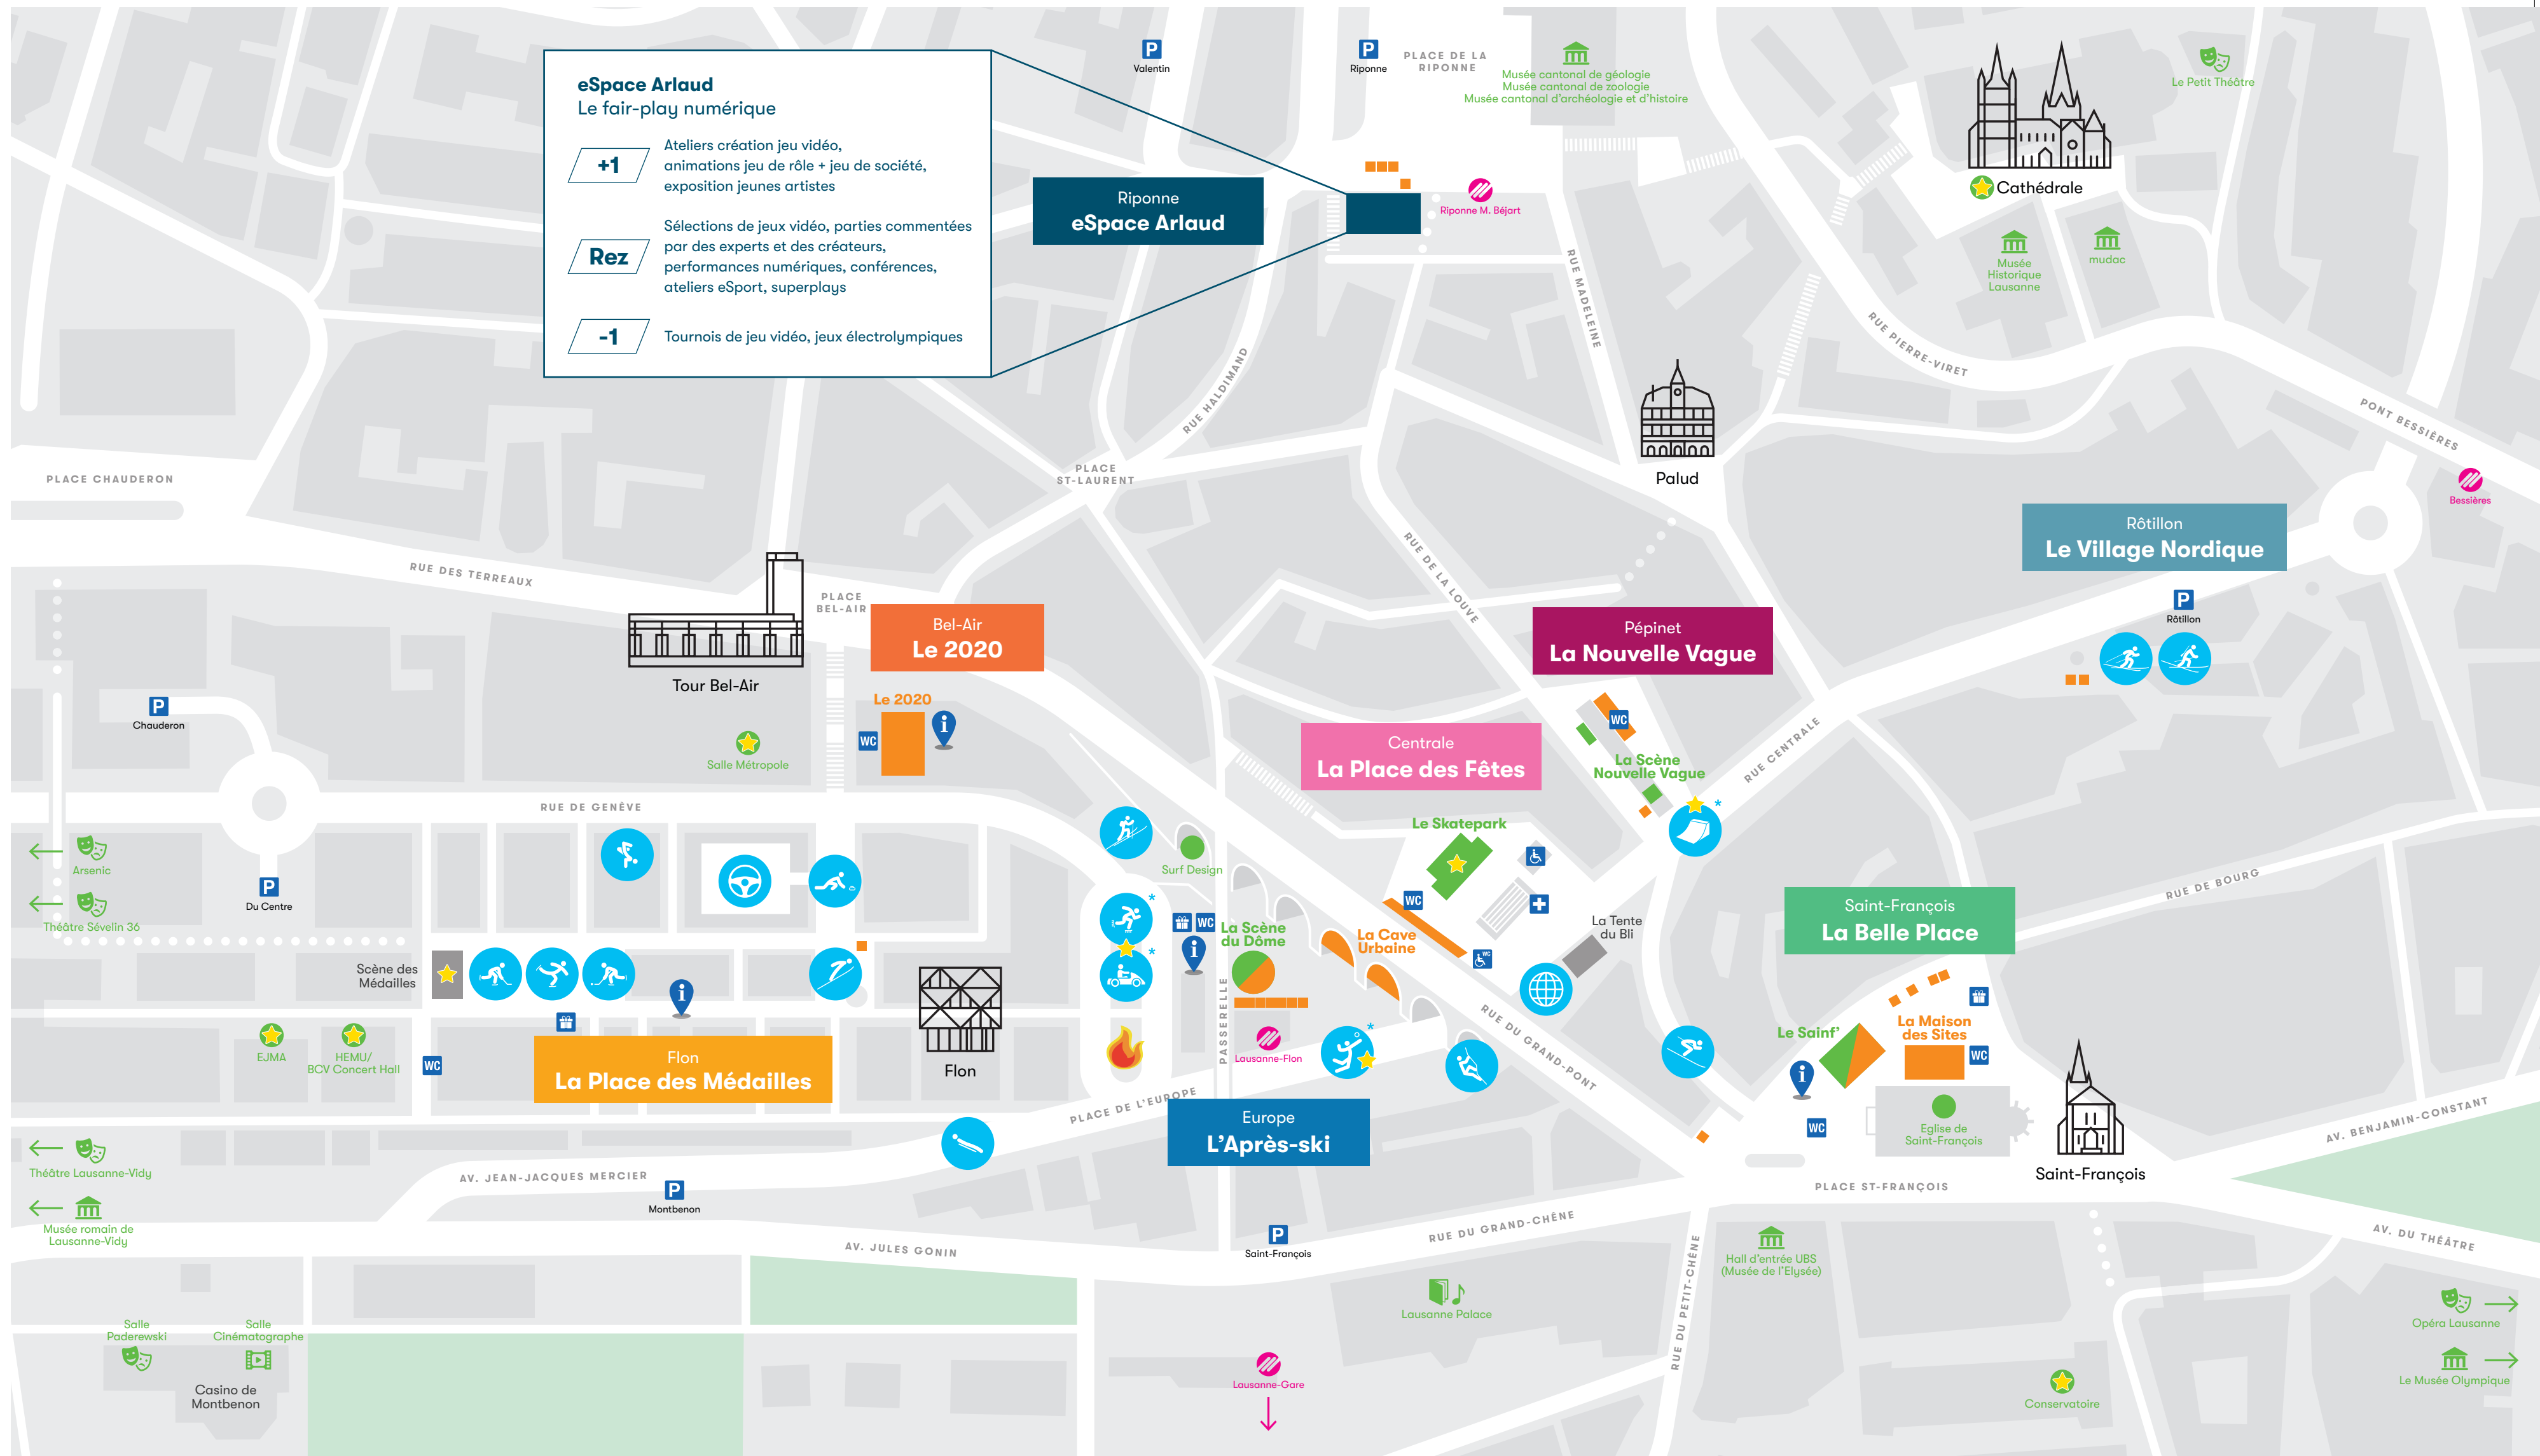 eSpace Arlaud
Le fair-play numérique
+1
Ateliers création jeu vidéo,
animations jeu de rôle + jeu de société,
exposition jeunes artistes
Rez
Sélections de jeux vidéo, parties commentées
par des experts et des créateurs,
performances numériques, conférences,
ateliers eSport, superplays
-1
Tournois de jeu vidéo, jeux électrolympiques
P
Valentin
P
Riponne
PLACE DE LA
RIPONNE
Musée cantonal de géologie
Musée cantonal de zoologie
Musée cantonal d'archéologie et d'histoire
Le Petit Théâtre
Cathédrale
Riponne
eSpace Arlaud
Riponne M. Béjart
Musée
Historique
Lausanne
mudac
RUE MADELEINE
RUE PIERRE-VIRET
RUE HALDIMAND
PONT BESSIÈRES
Bessières
Palud
PLACE CHAUDERON
PLACE
ST-LAURENT
RUE DES TERREAUX
RUE DE LA LOUVE
Rôtillon
Le Village Nordique
P
Rôtillon
PLACE
BEL-AIR
Bel-Air
Le 2020
Pépinet
La Nouvelle Vague
Tour Bel-Air
Le 2020
WC
i
P
Chauderon
Salle Métropole
WC
Centrale
La Place des Fêtes
La Scène
Nouvelle Vague
RUE CENTRALE
*
RUE DE GENÈVE
Le Skatepark
Arsenic
Théâtre Sévelin 36
P
Du Centre
Surf Design
*
*
WC
i
La Scène
du Dôme
WC
La Cave
Urbaine
WC
La Tente
du Bli
Saint-François
La Belle Place
RUE DE BOURG
Scène des
Médailles
i
EJMA
HEMU/
BCV Concert Hall
WC
Flon
La Place des Médailles
Flon
PASSERELLE
Lausanne-Flon
*
RUE DU GRAND-PONT
Le Sainf'
La Maison
des Sites
WC
i
WC
Eglise de
Saint-François
Saint-François
PLACE DE L'EUROPE
Europe
L'Après-ski
AV. BENJAMIN-CONSTANT
Théâtre Lausanne-Vidy
Musée romain de
Lausanne-Vidy
AV. JEAN-JACQUES MERCIER
P
Montbenon
PLACE ST-FRANÇOIS
AV. JULES GONIN
P
Saint-François
RUE DU GRAND-CHÊNE
RUE DU PETIT-CHÊNE
Hall d'entrée UBS
(Musée de l'Elysée)
AV. DU THÉÂTRE
Lausanne Palace
Opéra Lausanne
Le Musée Olympique
Salle
Paderewski
Salle
Cinématographe
Casino de
Montbenon
Lausanne-Gare
Conservatoire